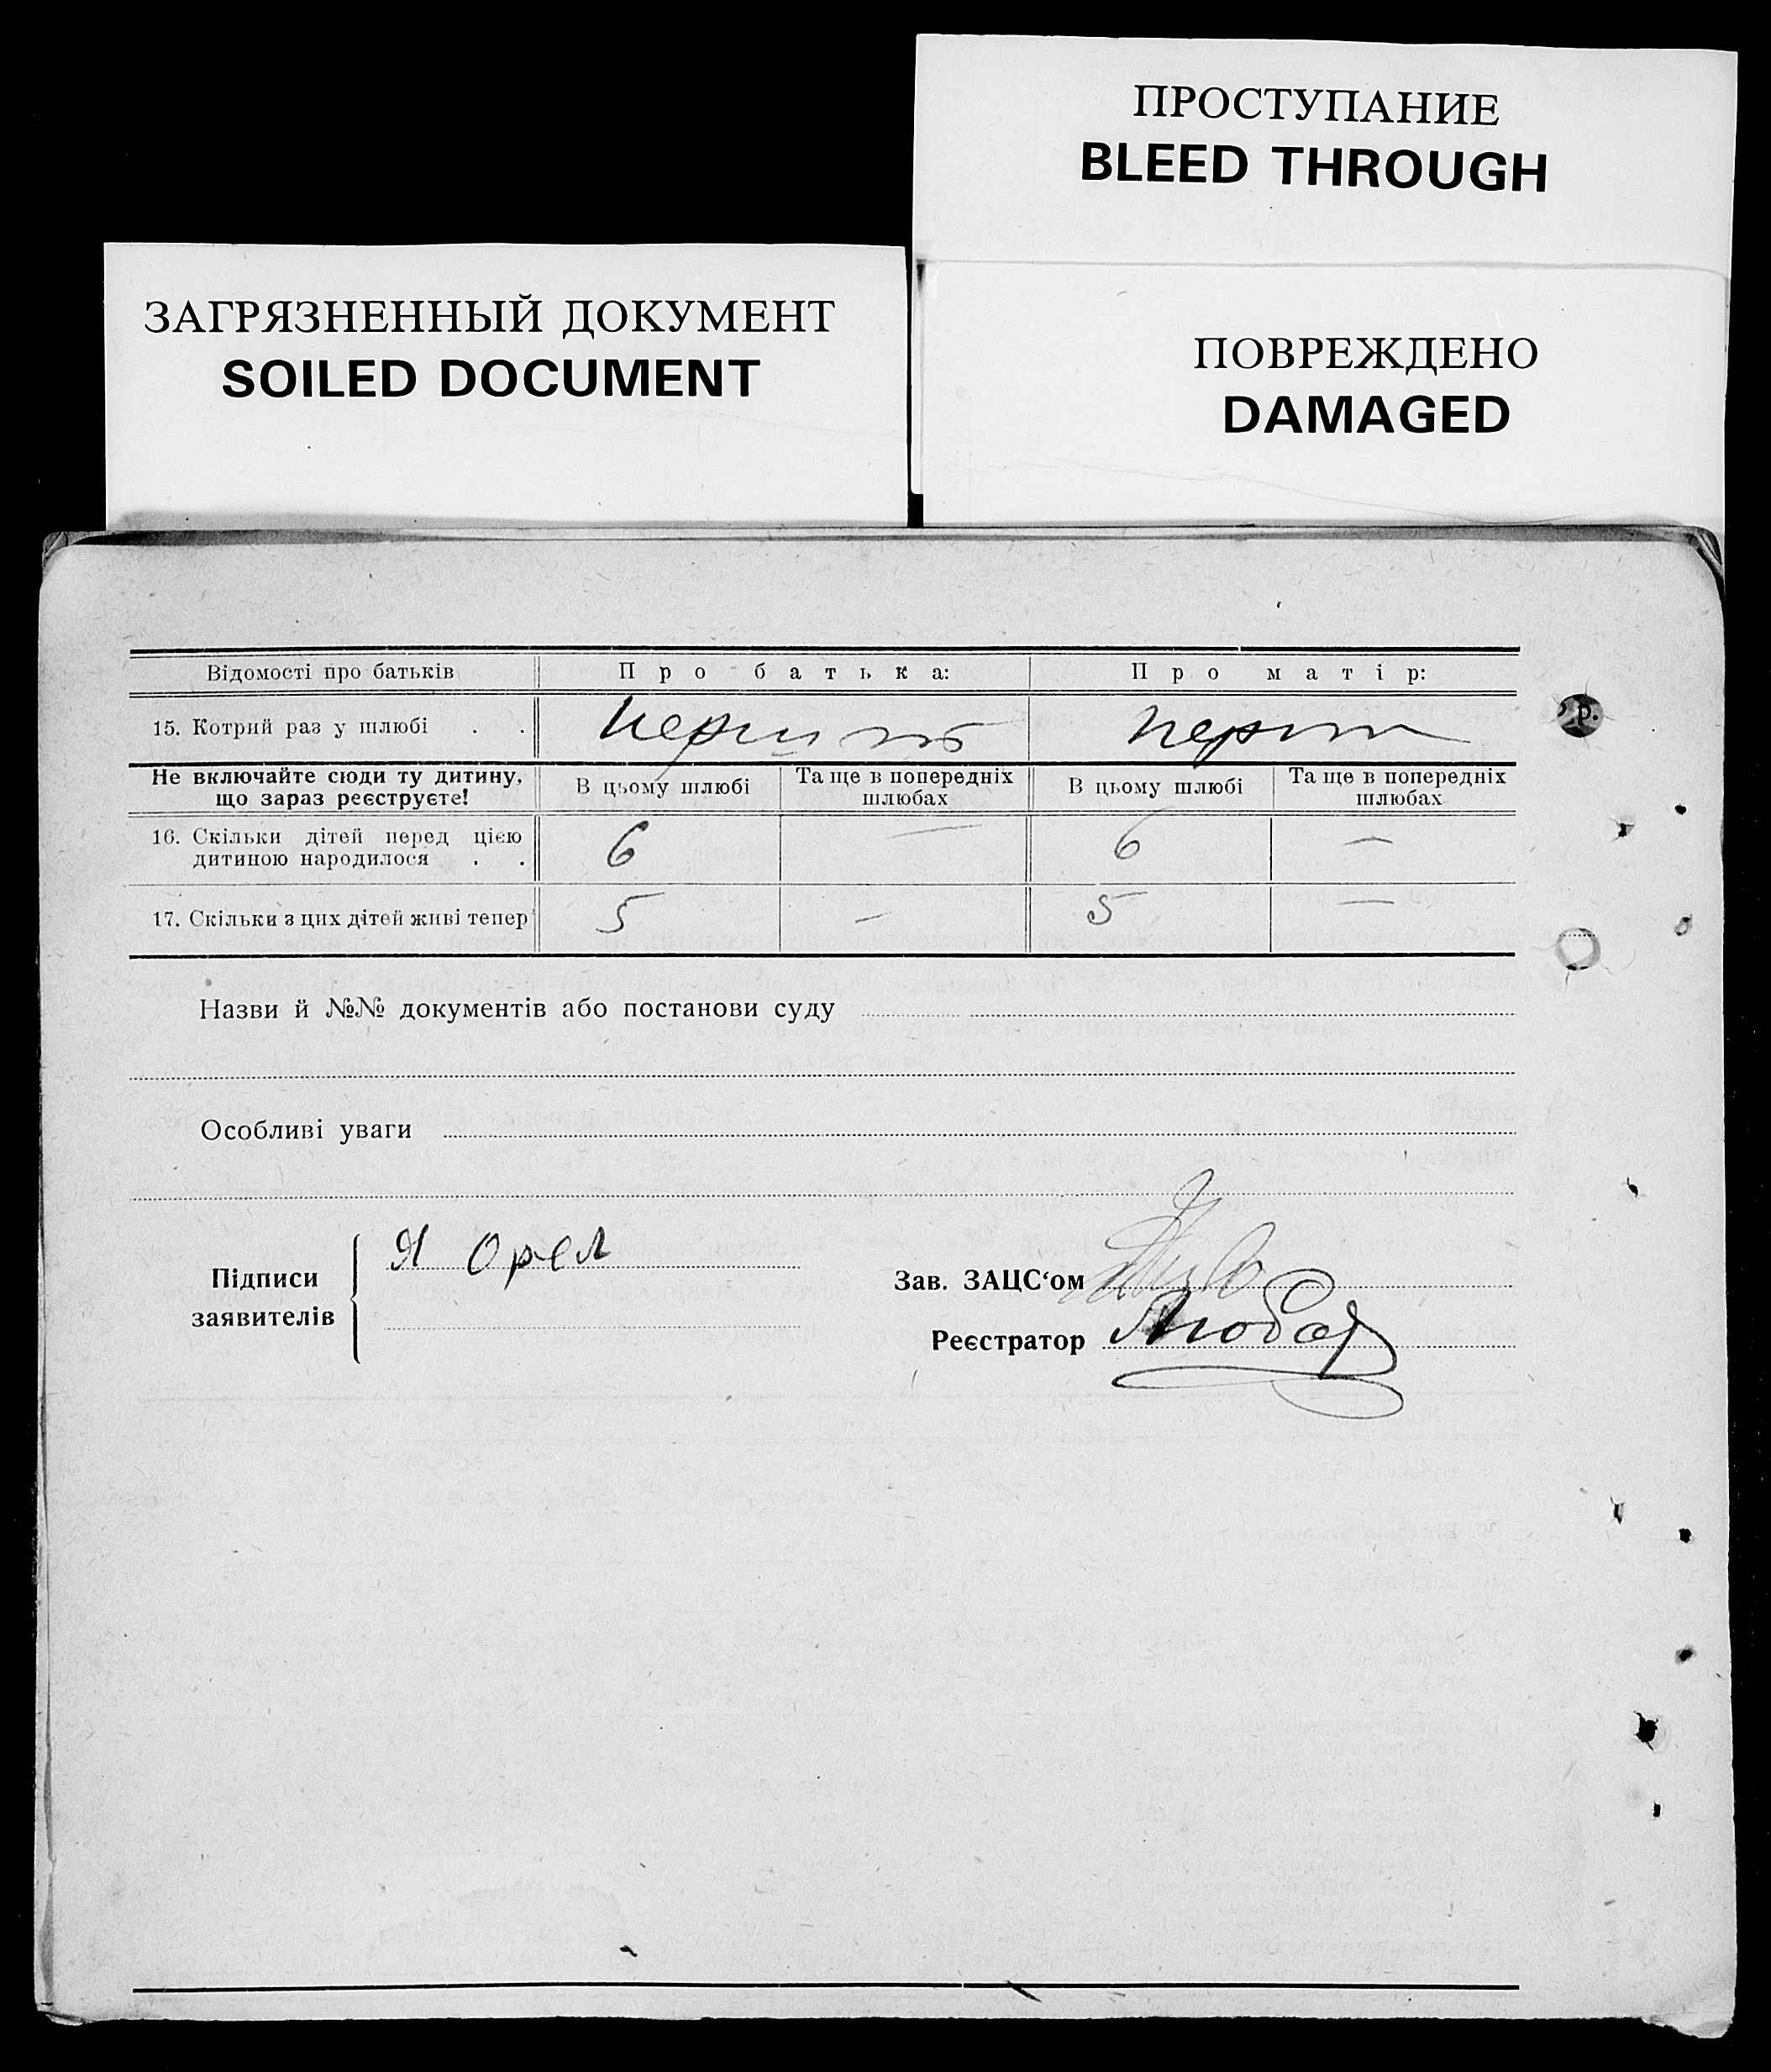 ПРОСТУПАНИЕ
BLEED THROUGH
ЗАГРЯЗНЕННЫЙ ДОКУМЕНТ
SOILED DOCUMENT
ПОВРЕЖДЕНО
DAMAGED
Відомості про батьків Про батька: Про матір:
15. Котрий раз у шлюбі . .
р.
Не включайте сюди ту дитину, що зараз реєструєте! В цьому шлюбі Та ще в попередніх шлюбах В цьому шлюбі Та ще в попередніх шлюбах
16. Скільки дітей перед цією
дитиною народилося . . 6 — 6 —
17. Скільки з цих дітей живі тепер 5 — 5 —
Назви й №№ документів або постанови суду
Особливі уваги
Підписи заявителів Я Орел
Зав. ЗАЦС‘ом
Реєстратор